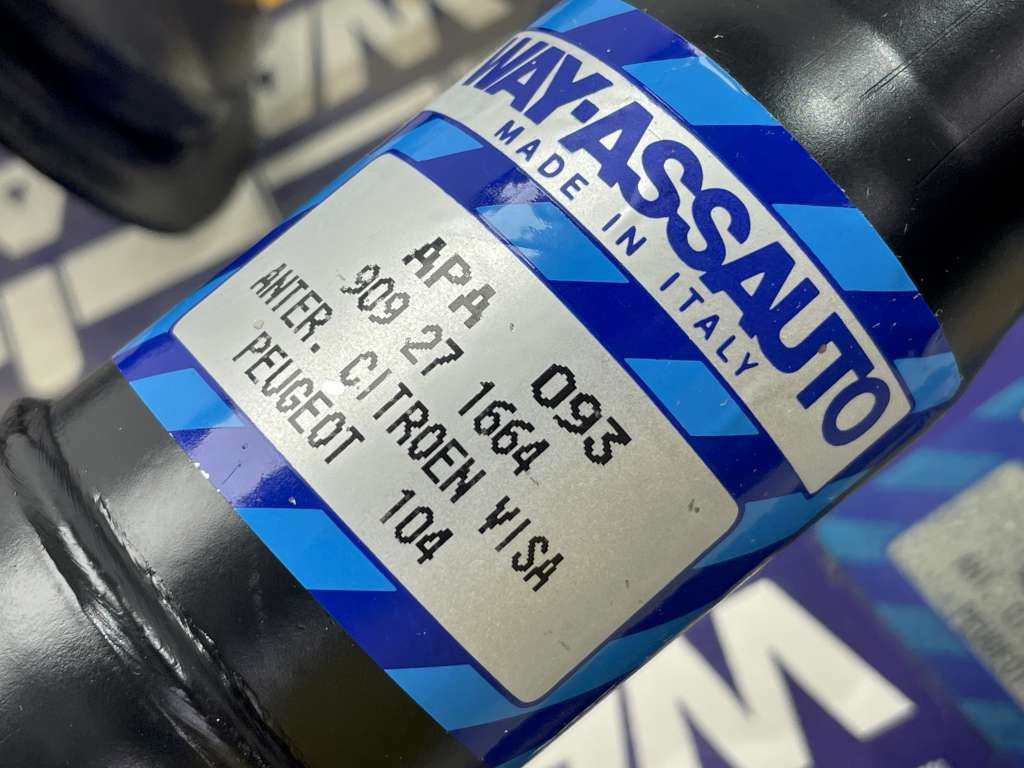 WAY·ASSAUTO
MADE IN ITALY
APA 093
909 27 1664
ANTER. CITROEN VISA
PEUGEOT 104